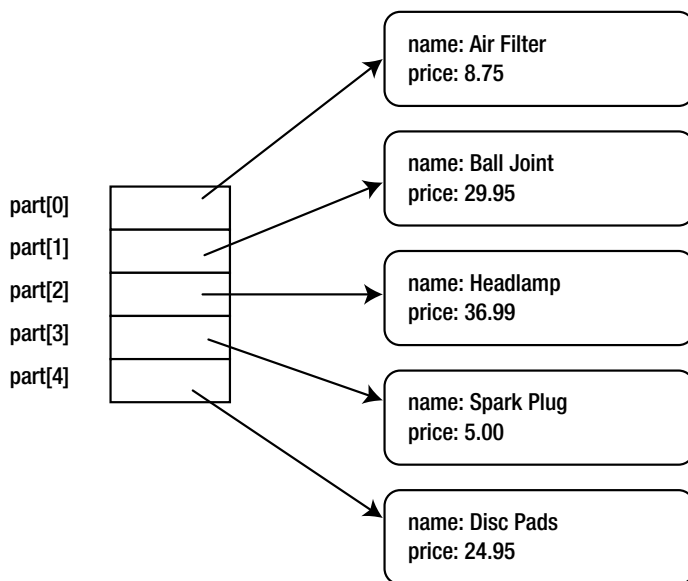 name: Air Filter
price: 8.75
name: Ball Joint
price: 29.95
part[0]
part[1]
part[2]
part[3]
part[4]
name: Headlamp
price: 36.99
name: Spark Plug
price: 5.00
name: Disc Pads
price: 24.95